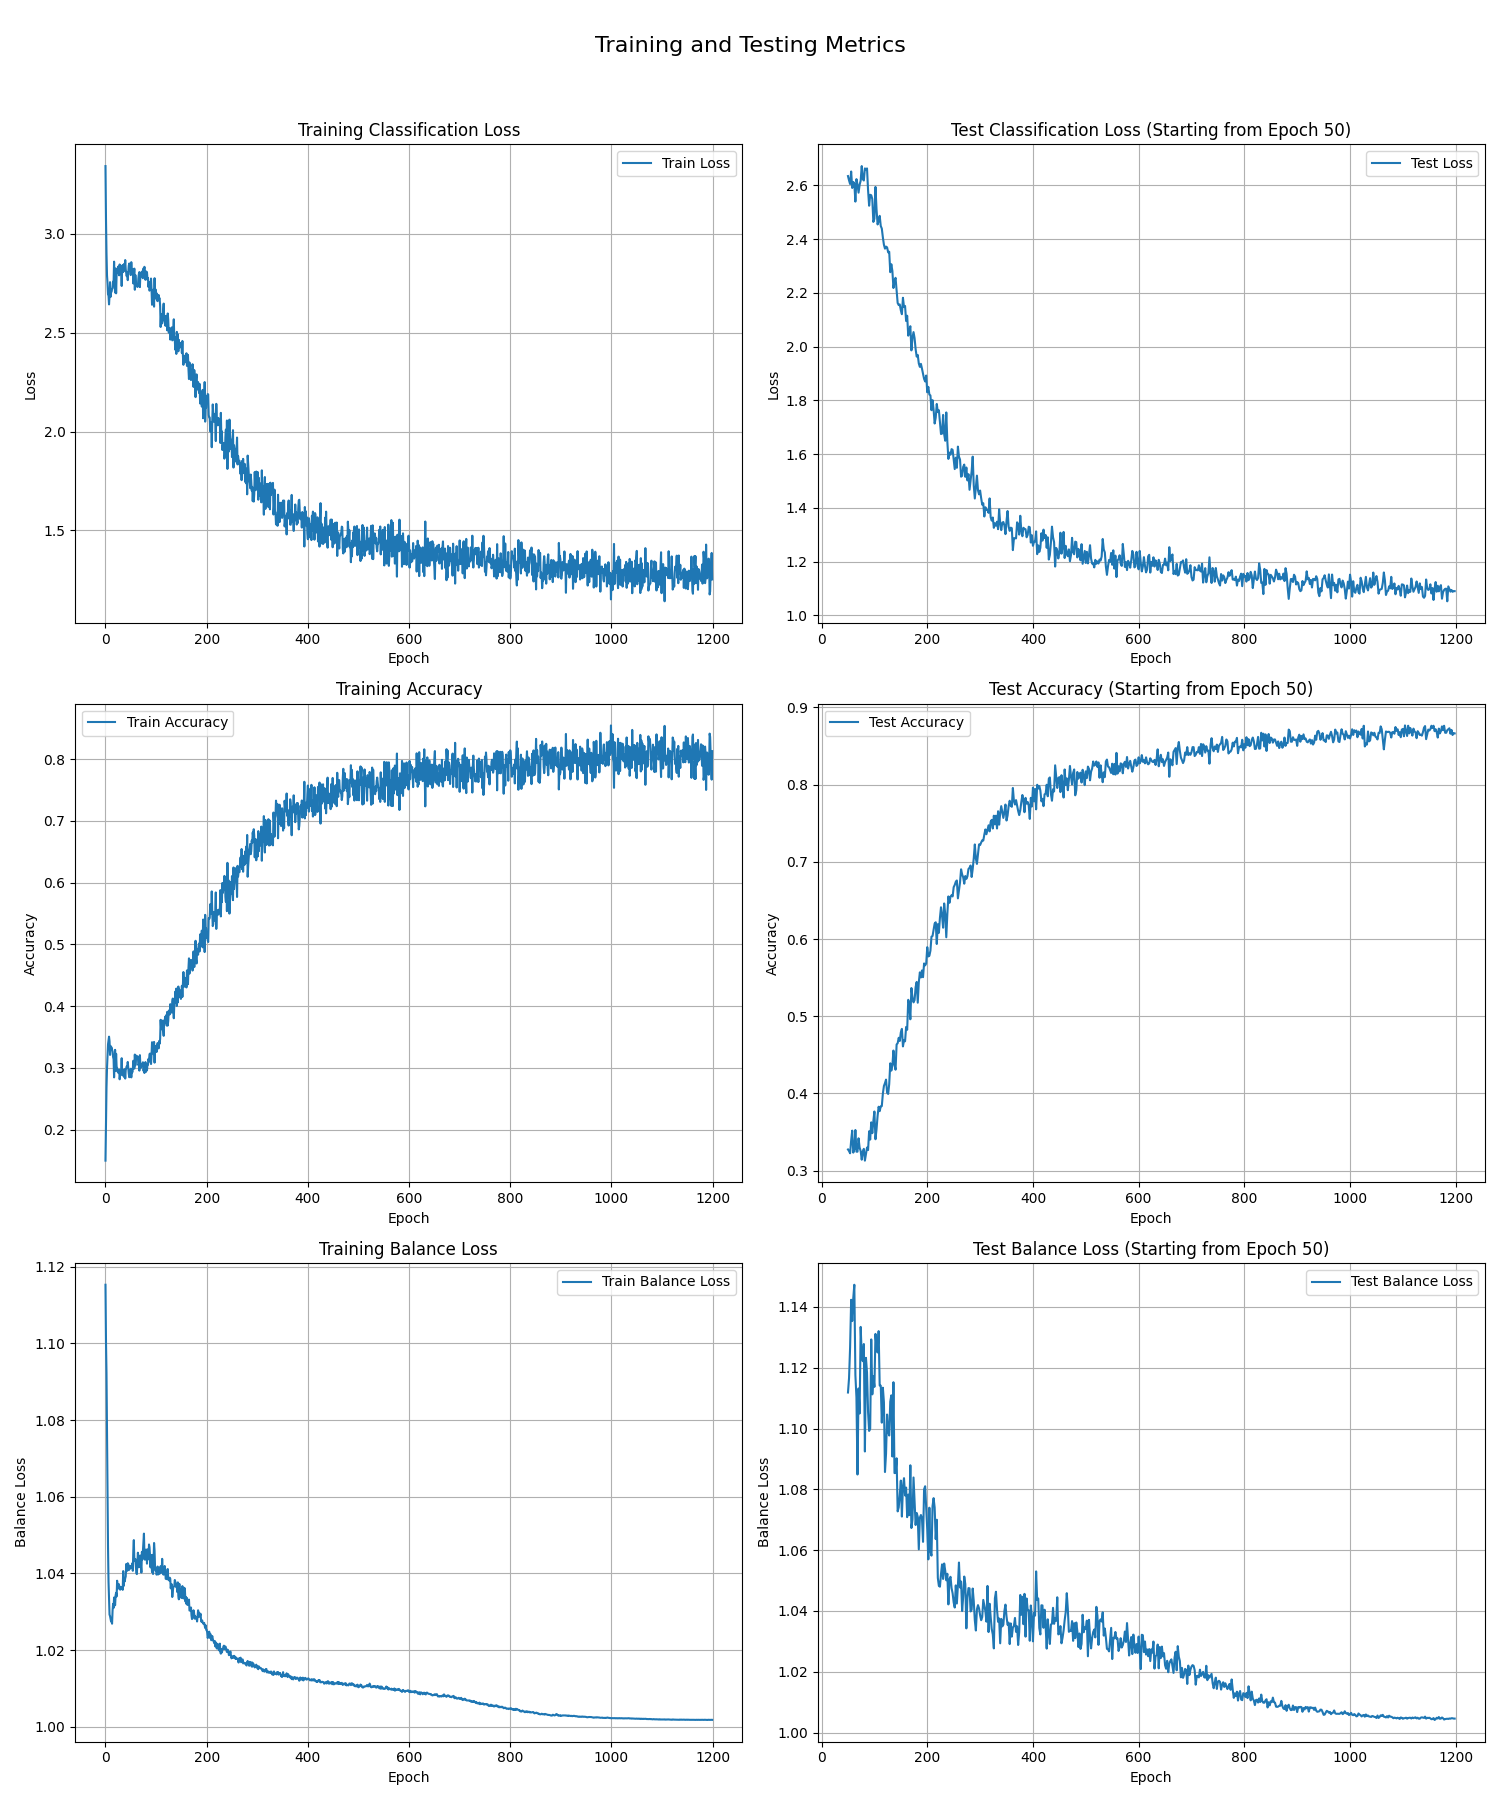 Training and Testing Metrics
Training Classification Loss
Train Loss
Loss
3.0
2.5
2.0
1.5
0 200 400 600 800 1000 1200
Epoch
Test Classification Loss (Starting from Epoch 50)
Test Loss
Loss
2.6
2.4
2.2
2.0
1.8
1.6
1.4
1.2
1.0
0 200 400 600 800 1000 1200
Epoch
Training Accuracy
Train Accuracy
Accuracy
0.8
0.7
0.6
0.5
0.4
0.3
0.2
0 200 400 600 800 1000 1200
Epoch
Test Accuracy (Starting from Epoch 50)
Test Accuracy
Accuracy
0.9
0.8
0.7
0.6
0.5
0.4
0.3
0 200 400 600 800 1000 1200
Epoch
Training Balance Loss
Train Balance Loss
Balance Loss
1.12
1.10
1.08
1.06
1.04
1.02
1.00
0 200 400 600 800 1000 1200
Epoch
Test Balance Loss (Starting from Epoch 50)
Test Balance Loss
Balance Loss
1.14
1.12
1.10
1.08
1.06
1.04
1.02
1.00
0 200 400 600 800 1000 1200
Epoch